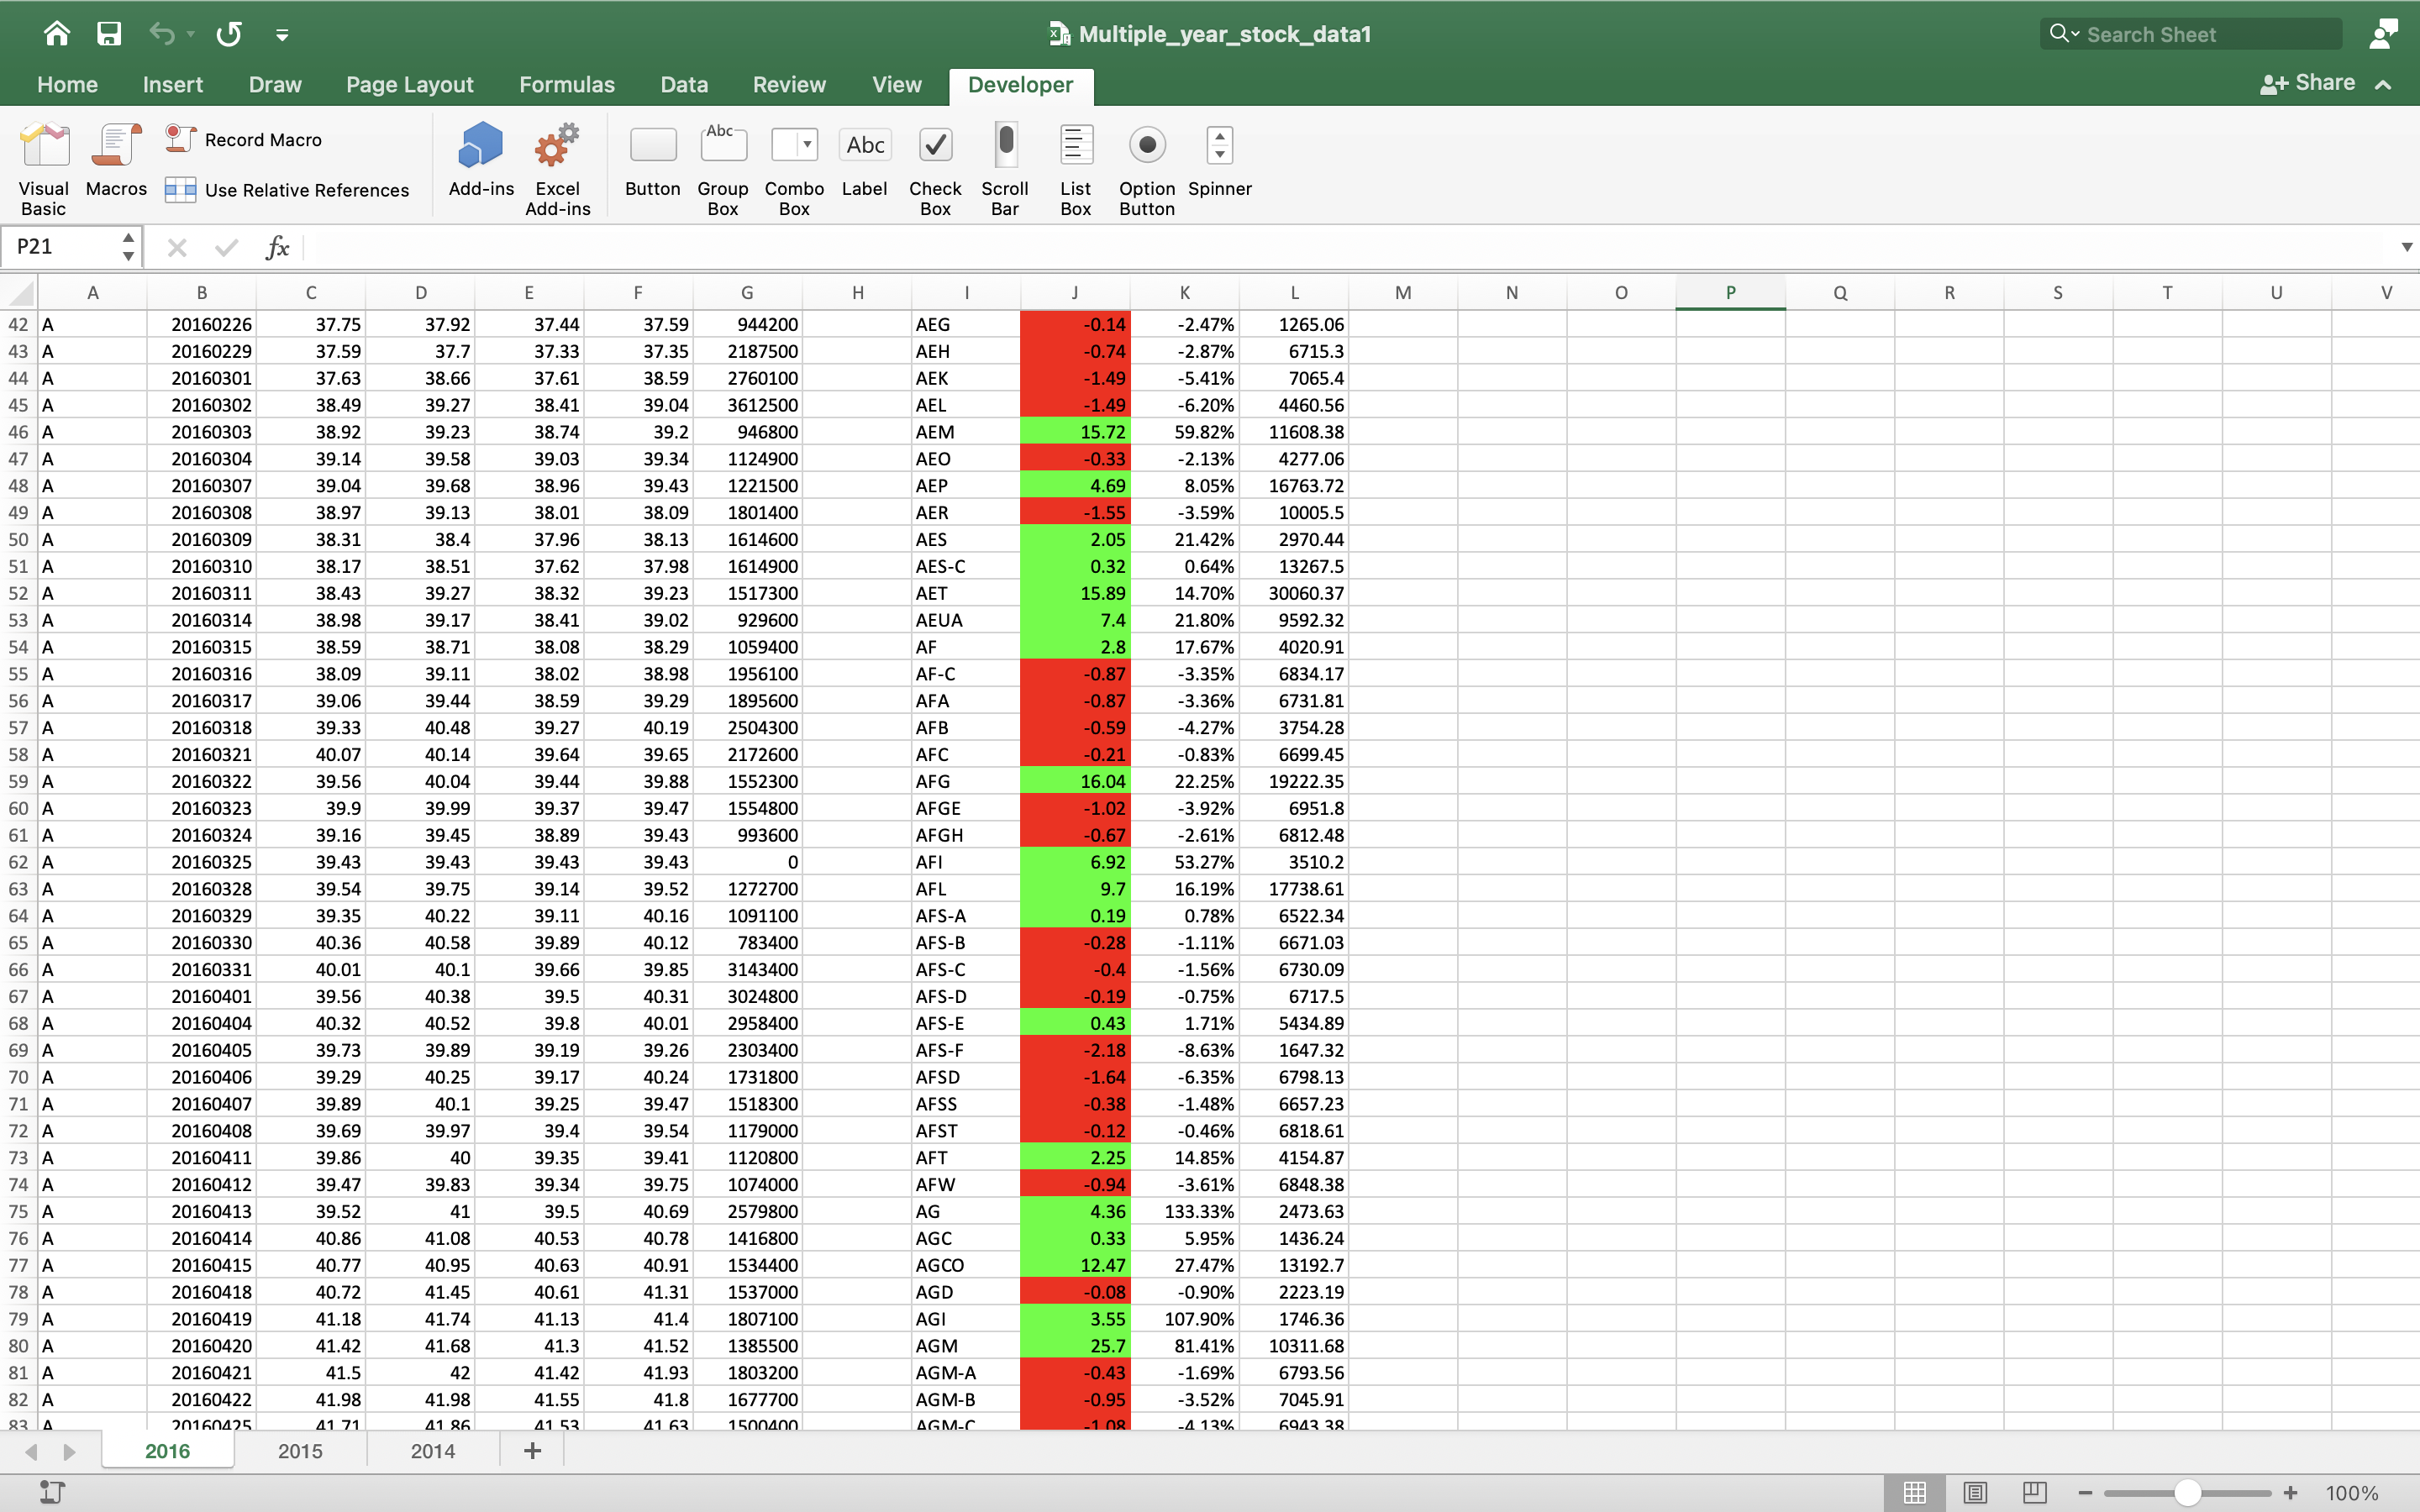 Multiple_year_stock_data1
Search Sheet
Home Insert Draw Page Layout Formulas Data Review View Developer Share
Visual Basic Macros Record Macro Use Relative References Add-ins Excel Add-ins Button Group Box Combo Box Abc Label Check Box Scroll Bar List Box Option Button Spinner
P21 fx
A B C D E F G H I J K L M N O P Q R S T U V
42 A 20160226 37.75 37.92 37.44 37.59 944200 AEG -0.14 -2.47% 1265.06
43 A 20160229 37.59 37.7 37.33 37.35 2187500 AEH -0.74 -2.87% 6715.3
44 A 20160301 37.63 38.66 37.61 38.59 2760100 AEK -1.49 -5.41% 7065.4
45 A 20160302 38.49 39.27 38.41 39.04 3612500 AEL -1.49 -6.20% 4460.56
46 A 20160303 38.92 39.23 38.74 39.2 946800 AEM 15.72 59.82% 11608.38
47 A 20160304 39.14 39.58 39.03 39.34 1124900 AEO -0.33 -2.13% 4277.06
48 A 20160307 39.04 39.68 38.96 39.43 1221500 AEP 4.69 8.05% 16763.72
49 A 20160308 38.97 39.13 38.01 38.09 1801400 AER -1.55 -3.59% 10005.5
50 A 20160309 38.31 38.4 37.96 38.13 1614600 AES 2.05 21.42% 2970.44
51 A 20160310 38.17 38.51 37.62 37.98 1614900 AES-C 0.32 0.64% 13267.5
52 A 20160311 38.43 39.27 38.32 39.23 1517300 AET 15.89 14.70% 30060.37
53 A 20160314 38.98 39.17 38.41 39.02 929600 AEUA 7.4 21.80% 9592.32
54 A 20160315 38.59 38.71 38.08 38.29 1059400 AF 2.8 17.67% 4020.91
55 A 20160316 38.09 39.11 38.02 38.98 1956100 AF-C -0.87 -3.35% 6834.17
56 A 20160317 39.06 39.44 38.59 39.29 1895600 AFA -0.87 -3.36% 6731.81
57 A 20160318 39.33 40.48 39.27 40.19 2504300 AFB -0.59 -4.27% 3754.28
58 A 20160321 40.07 40.14 39.64 39.65 2172600 AFC -0.21 -0.83% 6699.45
59 A 20160322 39.56 40.04 39.44 39.88 1552300 AFG 16.04 22.25% 19222.35
60 A 20160323 39.9 39.99 39.37 39.47 1554800 AFGE -1.02 -3.92% 6951.8
61 A 20160324 39.16 39.45 38.89 39.43 993600 AFGH -0.67 -2.61% 6812.48
62 A 20160325 39.43 39.43 39.43 39.43 0 AFI 6.92 53.27% 3510.2
63 A 20160328 39.54 39.75 39.14 39.52 1272700 AFL 9.7 16.19% 17738.61
64 A 20160329 39.35 40.22 39.11 40.16 1091100 AFS-A 0.19 0.78% 6522.34
65 A 20160330 40.36 40.58 39.89 40.12 783400 AFS-B -0.28 -1.11% 6671.03
66 A 20160331 40.01 40.1 39.66 39.85 3143400 AFS-C -0.4 -1.56% 6730.09
67 A 20160401 39.56 40.38 39.5 40.31 3024800 AFS-D -0.19 -0.75% 6717.5
68 A 20160404 40.32 40.52 39.8 40.01 2958400 AFS-E 0.43 1.71% 5434.89
69 A 20160405 39.73 39.89 39.19 39.26 2303400 AFS-F -2.18 -8.63% 1647.32
70 A 20160406 39.29 40.25 39.17 40.24 1731800 AFSD -1.64 -6.35% 6798.13
71 A 20160407 39.89 40.1 39.25 39.47 1518300 AFSS -0.38 -1.48% 6657.23
72 A 20160408 39.69 39.97 39.4 39.54 1179000 AFST -0.12 -0.46% 6818.61
73 A 20160411 39.86 40 39.35 39.41 1120800 AFT 2.25 14.85% 4154.87
74 A 20160412 39.47 39.83 39.34 39.75 1074000 AFW -0.94 -3.61% 6848.38
75 A 20160413 39.52 41 39.5 40.69 2579800 AG 4.36 133.33% 2473.63
76 A 20160414 40.86 41.08 40.53 40.78 1416800 AGC 0.33 5.95% 1436.24
77 A 20160415 40.77 40.95 40.63 40.91 1534400 AGCO 12.47 27.47% 13192.7
78 A 20160418 40.72 41.45 40.61 41.31 1537000 AGD -0.08 -0.90% 2223.19
79 A 20160419 41.18 41.74 41.13 41.4 1807100 AGI 3.55 107.90% 1746.36
80 A 20160420 41.42 41.68 41.3 41.52 1385500 AGM 25.7 81.41% 10311.68
81 A 20160421 41.5 42 41.42 41.93 1803200 AGM-A -0.43 -1.69% 6793.56
82 A 20160422 41.98 41.98 41.55 41.8 1677700 AGM-B -0.95 -3.52% 7045.91
83 A 20160425 41.71 41.86 41.53 41.63 1500400 AGM-C -1.08 -4.13% 6943.38
2016 2015 2014
100%